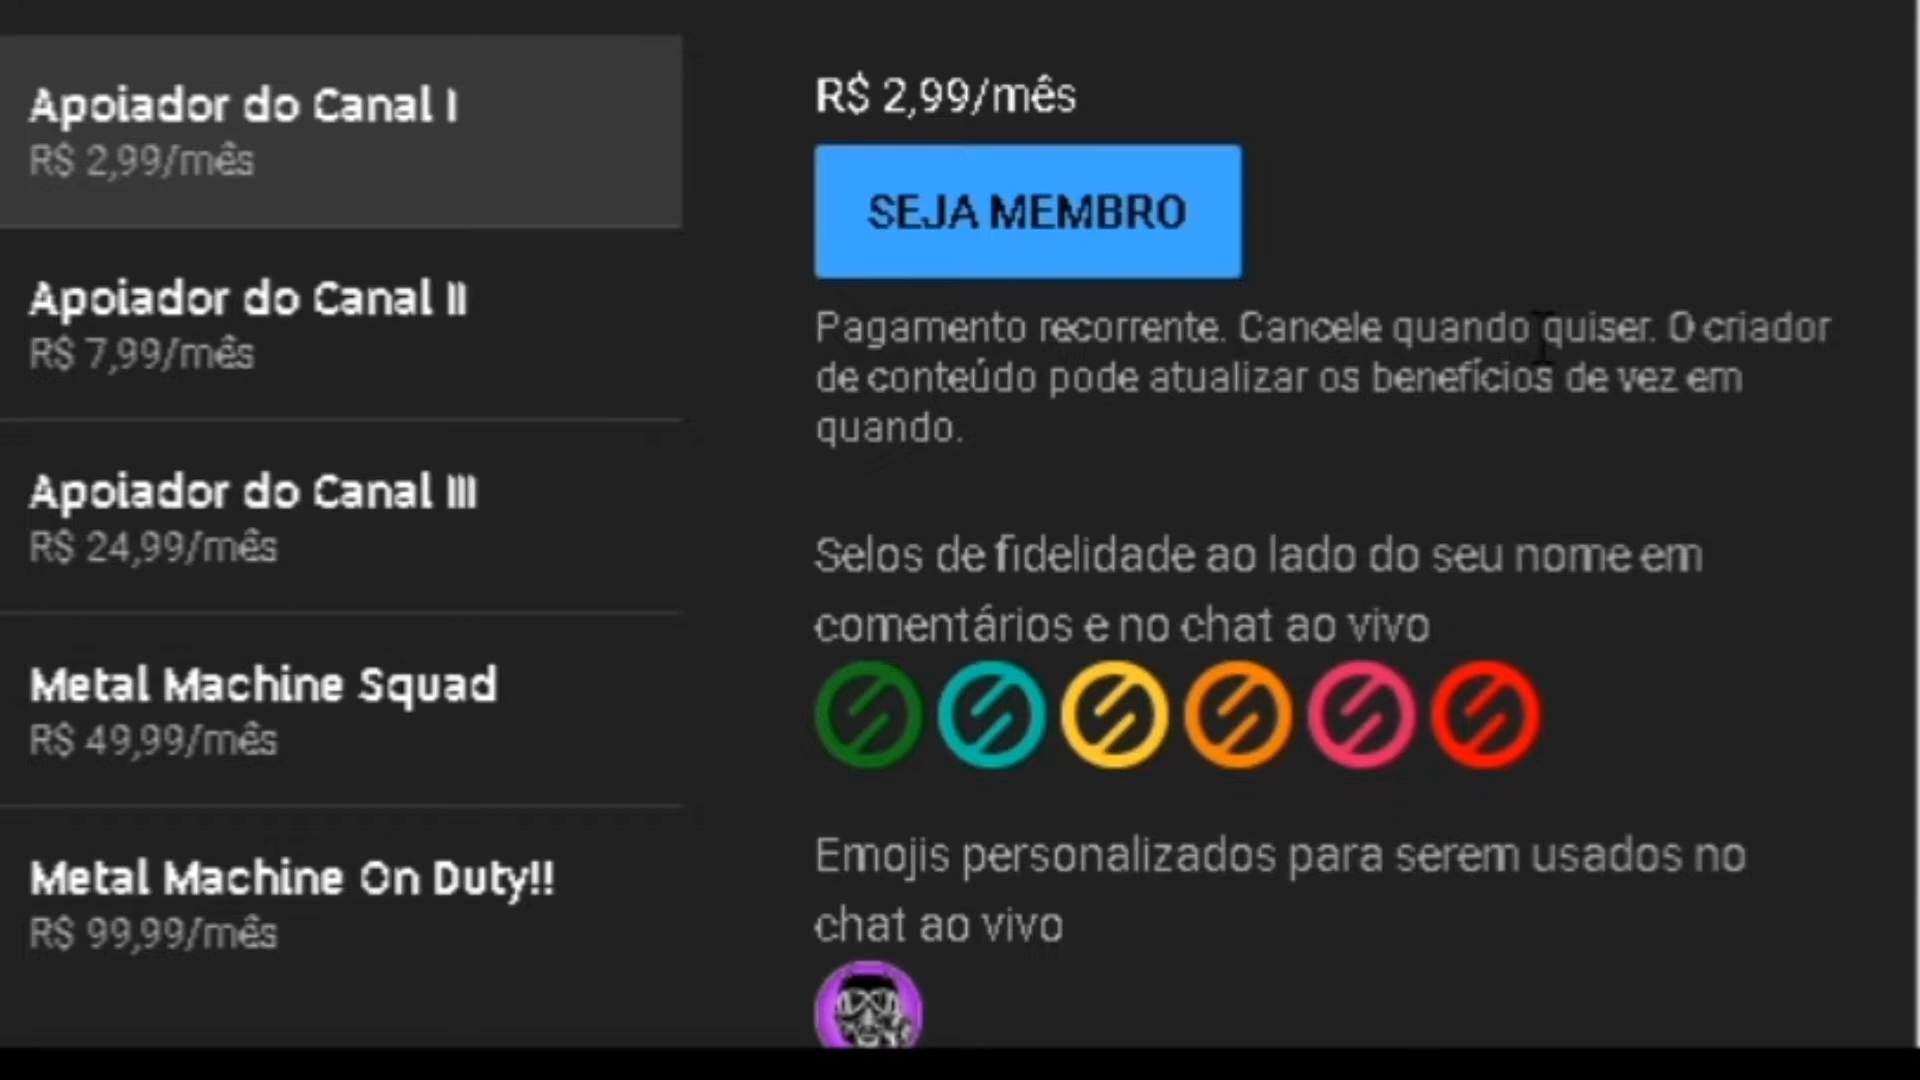 Apoiador do Canal I
R$ 2,99/mês
Apoiador do Canal II
R$ 7,99/mês
Apoiador do Canal III
R$ 24,99/mês
Metal Machine Squad
R$ 49,99/mês
Metal Machine On Duty!!
R$ 99,99/mês
R$ 2,99/mês
SEJA MEMBRO
Pagamento recorrente. Cancele quando quiser. O criador
de conteúdo pode atualizar os benefícios de vez em
quando.
Selos de fidelidade ao lado do seu nome em
comentários e no chat ao vivo
Emojis personalizados para serem usados no
chat ao vivo